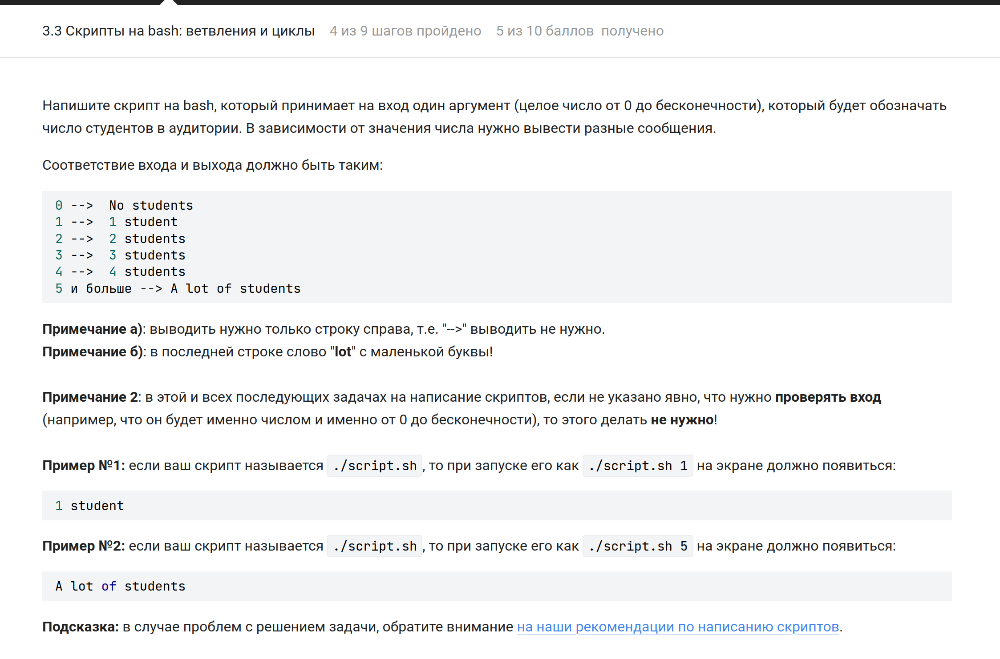 3.3 Скрипты на bash: ветвления и циклы 4 из 9 шагов пройдено 5 из 10 баллов получено
Напишите скрипт на bash, который принимает на вход один аргумент (целое число от 0 до бесконечности), который будет обозначать
число студентов в аудитории. В зависимости от значения числа нужно вывести разные сообщения.
Соответствие входа и выхода должно быть таким:
0 -->  No students
1 -->  1 student
2 -->  2 students
3 -->  3 students
4 -->  4 students
5 и больше --> A lot of students
Примечание а): выводить нужно только строку справа, т.е. "-->" выводить не нужно.
Примечание б): в последней строке слово "lot" с маленькой буквы!
Примечание 2: в этой и всех последующих задачах на написание скриптов, если не указано явно, что нужно проверять вход
(например, что он будет именно числом и именно от 0 до бесконечности), то этого делать не нужно!
Пример №1: если ваш скрипт называется ./script.sh, то при запуске его как ./script.sh 1 на экране должно появиться:
1 student
Пример №2: если ваш скрипт называется ./script.sh, то при запуске его как ./script.sh 5 на экране должно появиться:
A lot of students
Подсказка: в случае проблем с решением задачи, обратите внимание на наши рекомендации по написанию скриптов.